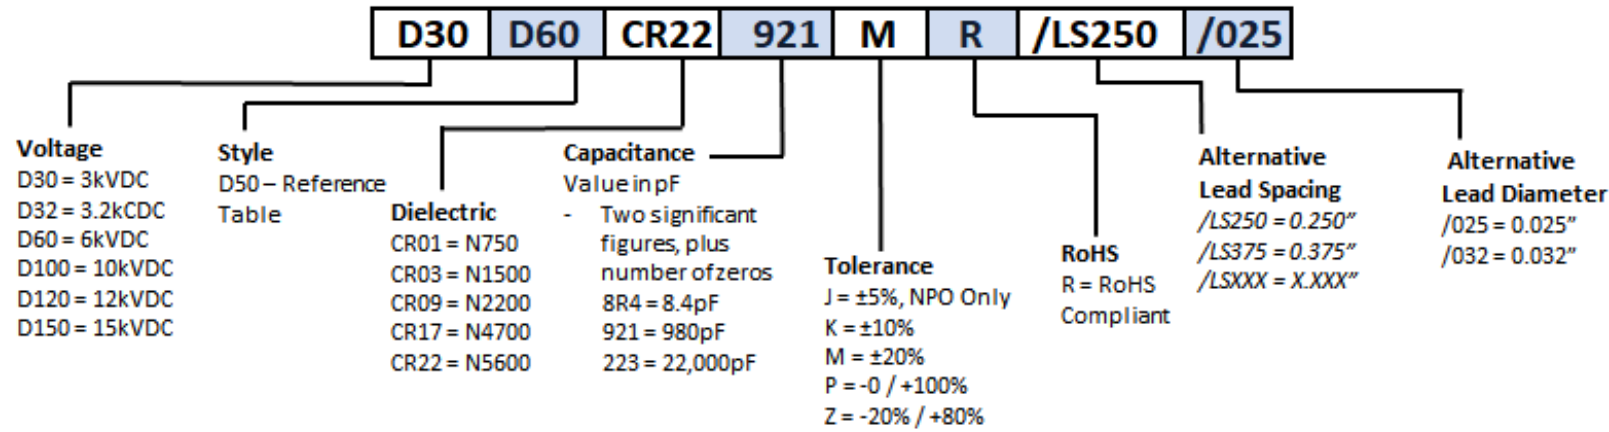 D30 D60 CR22 921 M R /LS250 /025
Voltage
D30 = 3kVDC
D32 = 3.2kCDC
D60 = 6kVDC
D100 = 10kVDC
D120 = 12kVDC
D150 = 15kVDC
Style
D50 – Reference
Table
Dielectric
CR01 = N750
CR03 = N1500
CR09 = N2200
CR17 = N4700
CR22 = N5600
Capacitance
Value in pF
- Two significant
figures, plus
number of zeros
8R4 = 8.4pF
921 = 980pF
223 = 22,000pF
Tolerance
J = ±5%, NPO Only
K = ±10%
M = ±20%
P = -0 / +100%
Z = -20% / +80%
RoHS
R = RoHS
Compliant
Alternative
Lead Spacing
/LS250 = 0.250”
/LS375 = 0.375”
/LSXXX = X.XXX”
Alternative
Lead Diameter
/025 = 0.025”
/032 = 0.032”